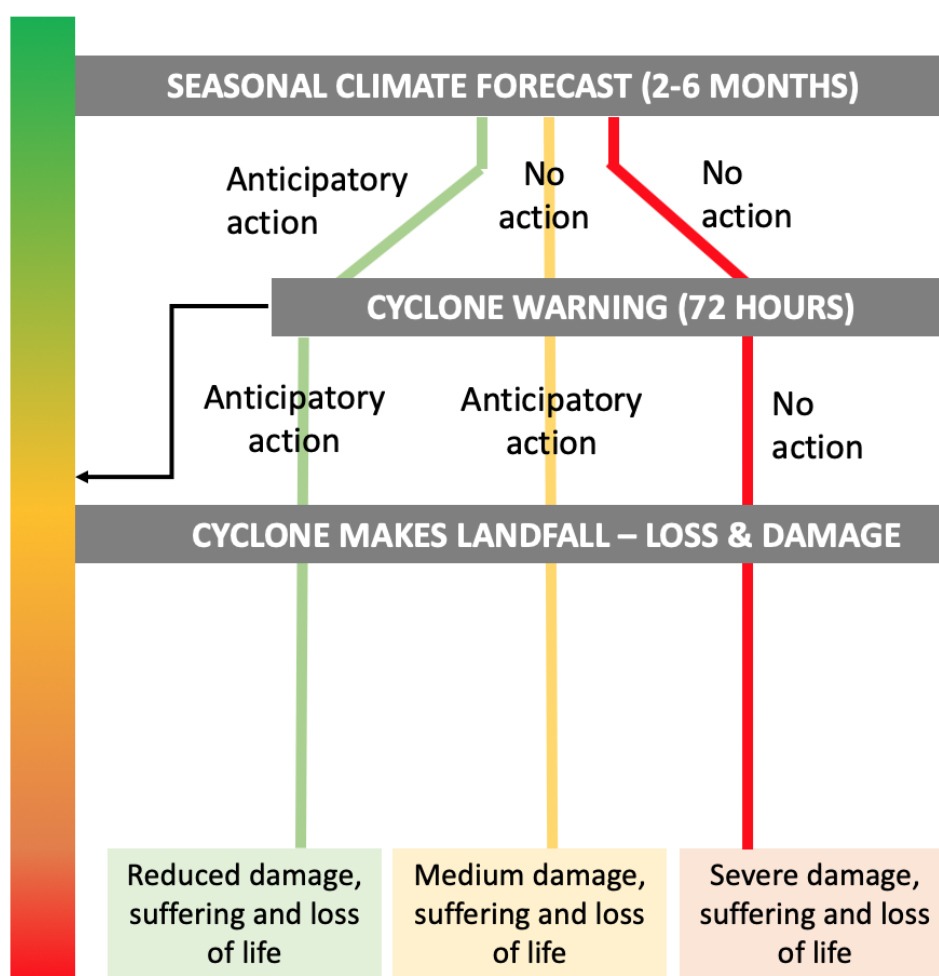 SEASONAL CLIMATE FORECAST (2-6 MONTHS)
Anticipatory
action
No
action
No
action
CYCLONE WARNING (72 HOURS)
Anticipatory
action
Anticipatory
action
No
action
CYCLONE MAKES LANDFALL – LOSS & DAMAGE
Reduced damage,
suffering and loss
of life
Medium damage,
suffering and loss
of life
Severe damage,
suffering and loss
of life